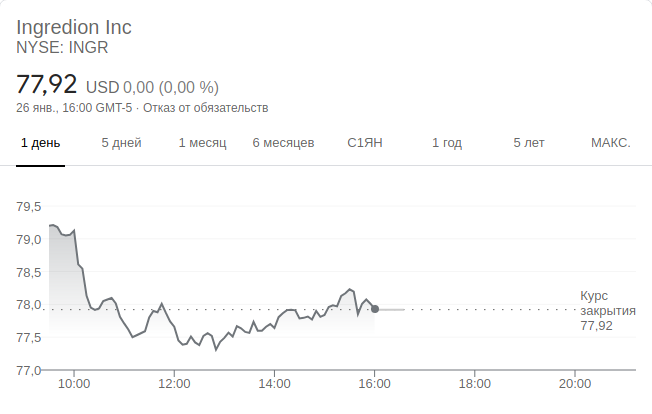 Ingredion Inc
NYSE: INGR
77,92 USD 0,00 (0,00 %)
26 янв., 16:00 GMT-5 · Отказ от обязательств
1 день 5 дней 1 месяц 6 месяцев С1ЯН 1 год 5 лет МАКС.
79,5
79,0
78,5
78,0
77,5
77,0
Курс
закрытия
77,92
10:00 12:00 14:00 16:00 18:00 20:00